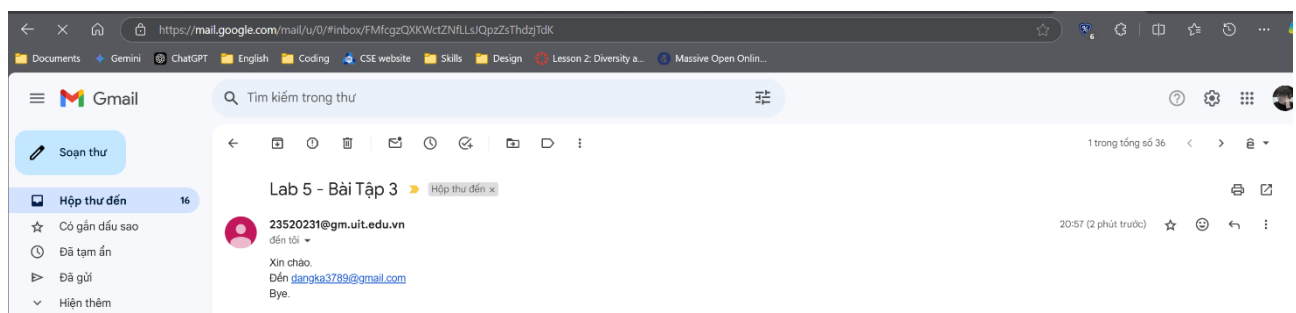 https://mail.google.com/mail/u/0/#inbox/FMfcgzQXKWctZNfLLsJQpzZsThdzjTdK
6
Documents Gemini ChatGPT English Coding CSE website Skills Design Lesson 2: Diversity a... Massive Open Onlin...
Gmail
Tìm kiếm trong thư
Soạn thư
1 trong tổng số 36
Lab 5 - Bài Tập 3 Hộp thư đến x
Hộp thư đến 16
23520231@gm.uit.edu.vn
20:57 (2 phút trước)
Có gắn dấu sao
đến tôi
Đã tạm ẩn
Xin chào.
Đã gửi
Đến dangka3789@gmail.com
Hiện thêm
Bye.